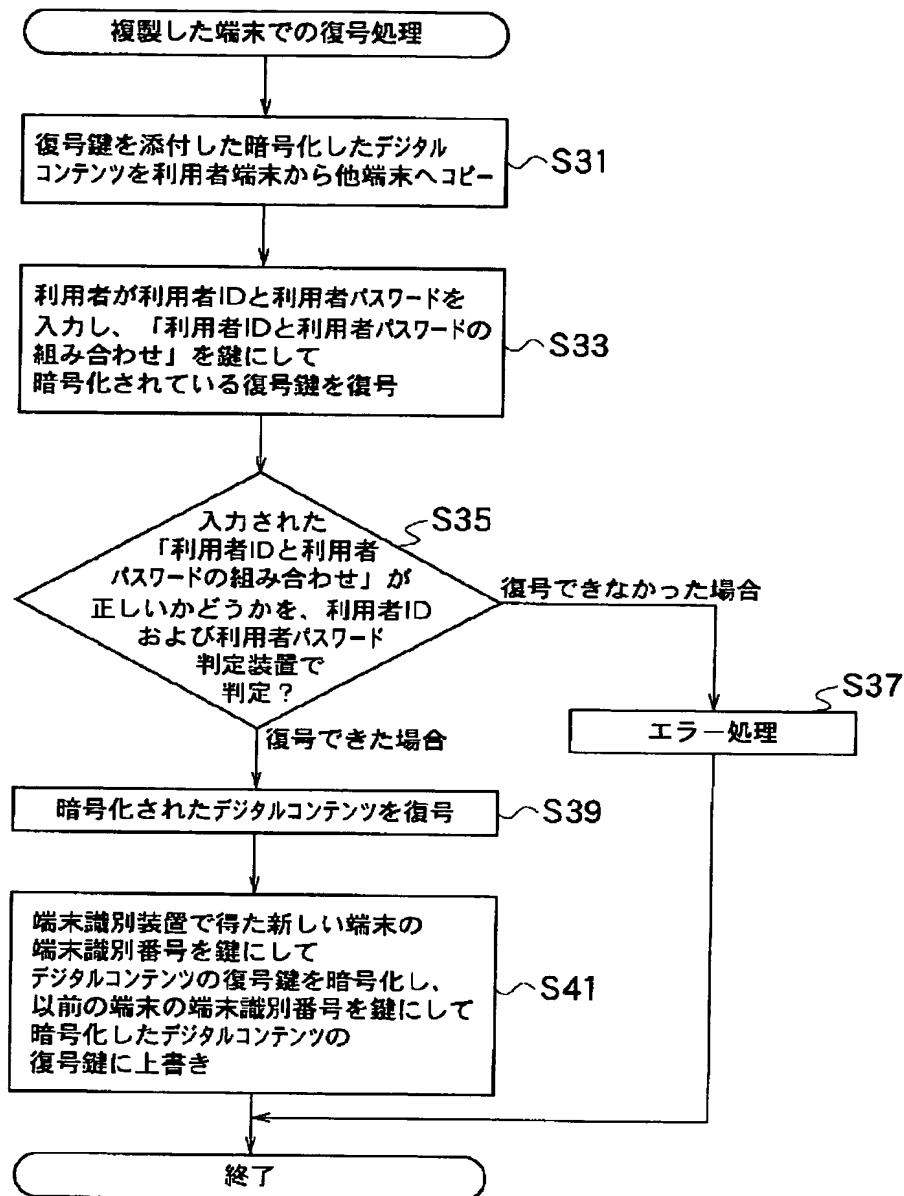 複製した端末での復号処理
復号鍵を添付した暗号化したデジタル
コンテンツを利用者端末から他端末へコピー
S31
利用者が利用者IDと利用者パスワードを
入力し、「利用者IDと利用者パスワードの
組み合わせ」を鍵にして
暗号化されている復号鍵を復号
S33
入力された
「利用者IDと利用者
パスワードの組み合わせ」が
正しいかどうかを、利用者ID
および利用者パスワード
判定装置で
判定？
S35
復号できなかった場合
S37
エラー処理
復号できた場合
暗号化されたデジタルコンテンツを復号
S39
端末識別装置で得た新しい端末の
端末識別番号を鍵にして
デジタルコンテンツの復号鍵を暗号化し、
以前の端末の端末識別番号を鍵にして
暗号化したデジタルコンテンツの
復号鍵に上書き
S41
終了